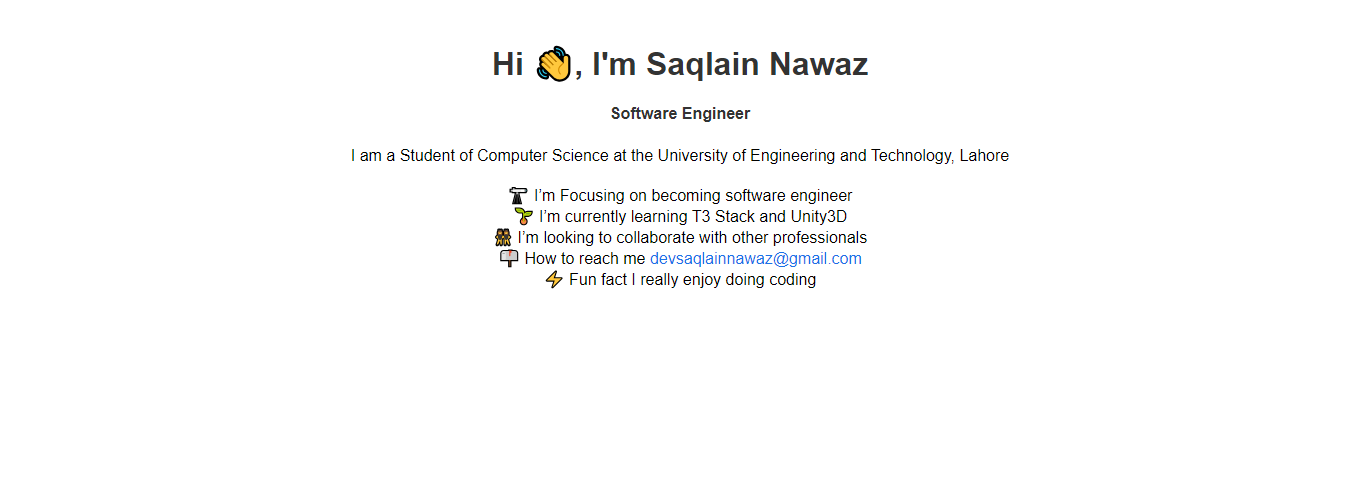 Hi 👋, I'm Saqlain Nawaz
Software Engineer
I am a Student of Computer Science at the University of Engineering and Technology, Lahore
🔭 I’m Focusing on becoming software engineer
🌱 I’m currently learning T3 Stack and Unity3D
👯 I’m looking to collaborate with other professionals
📫 How to reach me devsaqlainnawaz@gmail.com
⚡ Fun fact I really enjoy doing coding